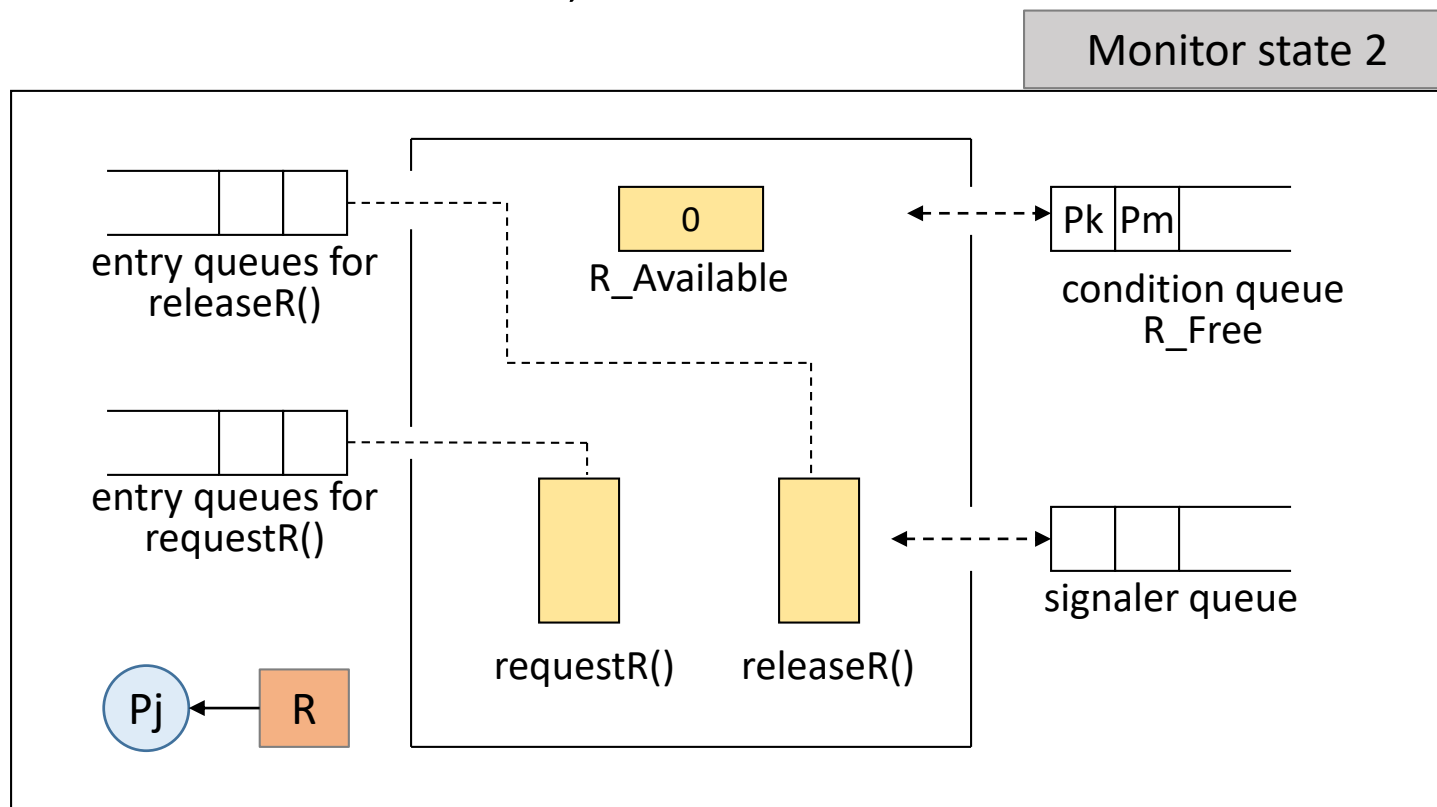 Monitor state 2
entry queues for
releaseR()
0
R_Available
Pk Pm
condition queue
R_Free
entry queues for
requestR()
signaler queue
requestR()
releaseR()
Pj
R